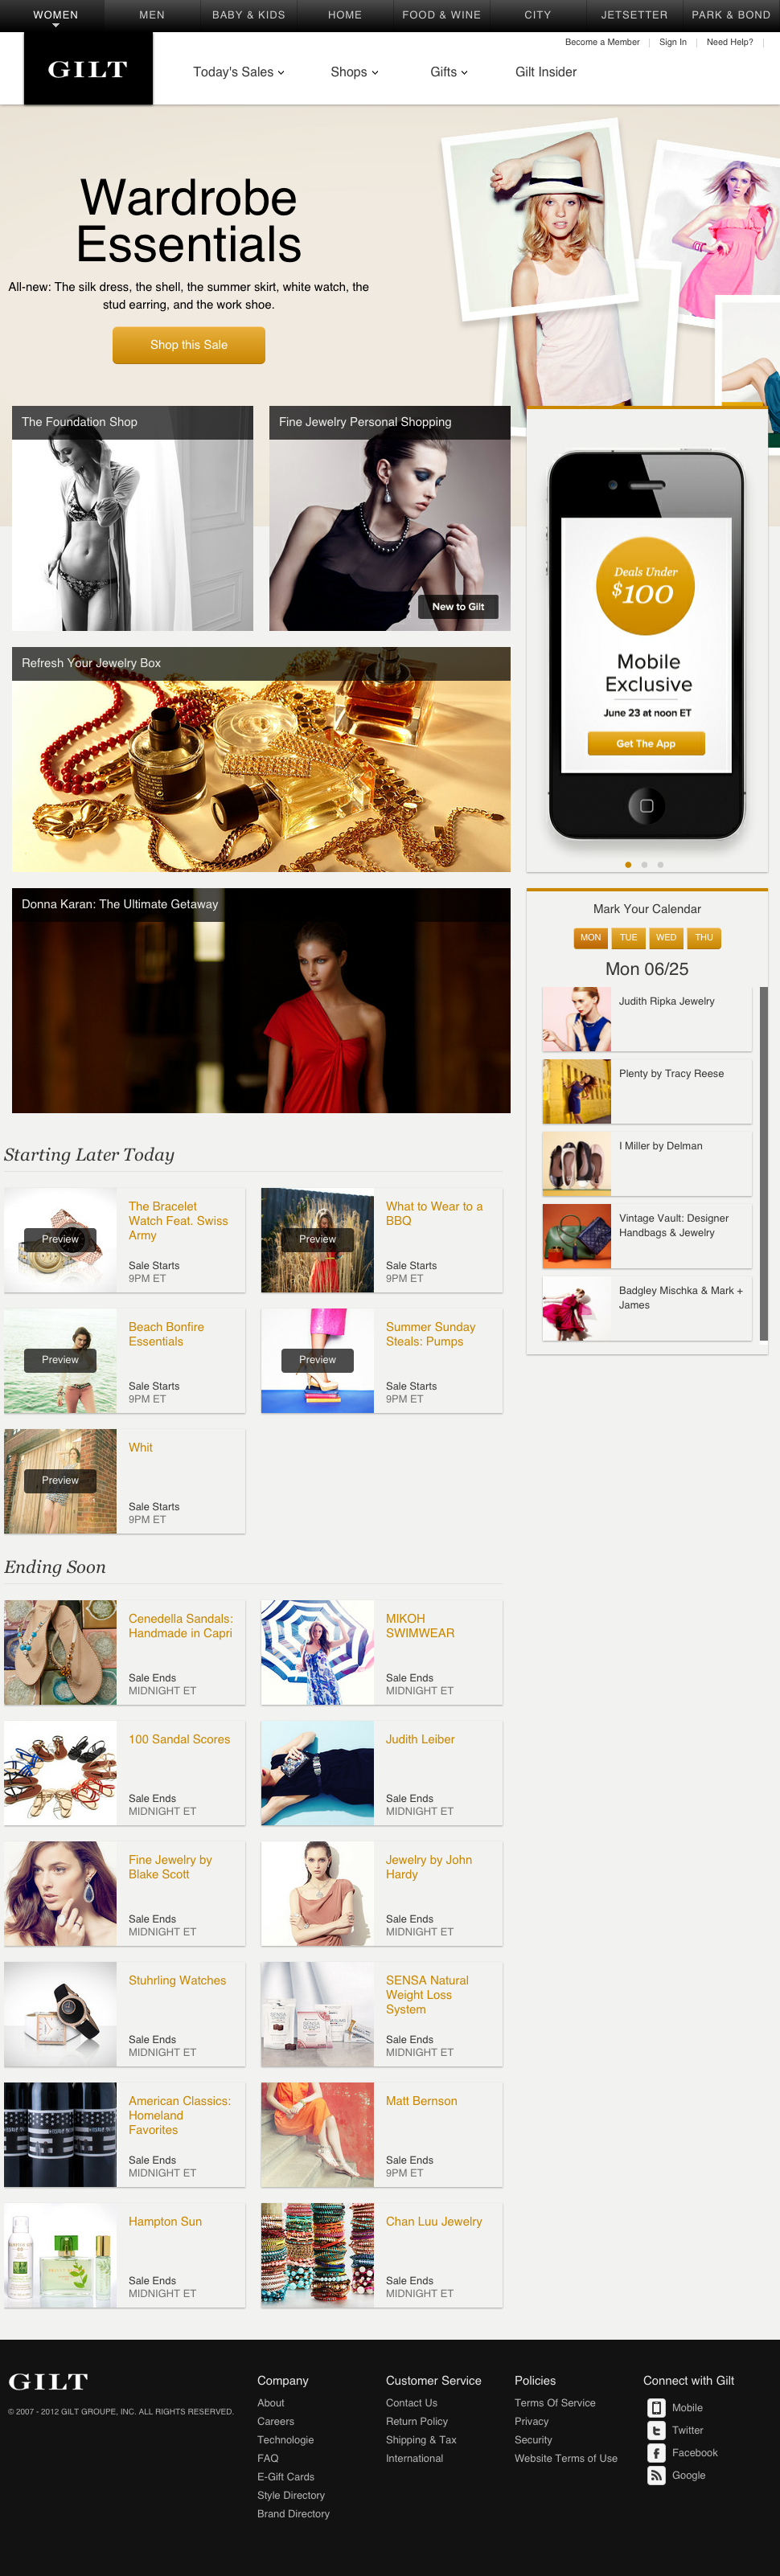 WOMEN
MEN
BABY & KIDS
HOME
FOOD & WINE
CITY
JETSETTER
PARK & BOND
Become a Member
Sign In
Need Help?
GILT
Today's Sales
Shops
Gifts
Gilt Insider
Wardrobe
Essentials
All-new: The silk dress, the shell, the summer skirt, white watch, the
stud earring, and the work shoe.
Shop this Sale
The Foundation Shop
Fine Jewelry Personal Shopping
New to Gilt
Deals Under
$100
Mobile
Exclusive
June 23 at noon ET
Get The App
Refresh Your Jewelry Box
Donna Karan: The Ultimate Getaway
Mark Your Calendar
MON
TUE
WED
THU
Mon 06/25
Judith Ripka Jewelry
Plenty by Tracy Reese
I Miller by Delman
Vintage Vault: Designer
Handbags & Jewelry
Badgley Mischka & Mark +
James
Starting Later Today
Preview
The Bracelet
Watch Feat. Swiss
Army
Sale Starts
9PM ET
Preview
What to Wear to a
BBQ
Sale Starts
9PM ET
Preview
Beach Bonfire
Essentials
Sale Starts
9PM ET
Preview
Summer Sunday
Steals: Pumps
Sale Starts
9PM ET
Preview
Whit
Sale Starts
9PM ET
Ending Soon
Cenedella Sandals:
Handmade in Capri
Sale Ends
MIDNIGHT ET
MIKOH
SWIMWEAR
Sale Ends
MIDNIGHT ET
100 Sandal Scores
Sale Ends
MIDNIGHT ET
Judith Leiber
Sale Ends
MIDNIGHT ET
Fine Jewelry by
Blake Scott
Sale Ends
MIDNIGHT ET
Jewelry by John
Hardy
Sale Ends
MIDNIGHT ET
Stuhrling Watches
Sale Ends
MIDNIGHT ET
SENSA Natural
Weight Loss
System
Sale Ends
MIDNIGHT ET
American Classics:
Homeland
Favorites
Sale Ends
MIDNIGHT ET
Matt Bernson
Sale Ends
9PM ET
Hampton Sun
Sale Ends
MIDNIGHT ET
Chan Luu Jewelry
Sale Ends
MIDNIGHT ET
GILT
© 2007 - 2012 GILT GROUPE, INC. ALL RIGHTS RESERVED.
Company
About
Careers
Technologie
FAQ
E-Gift Cards
Style Directory
Brand Directory
Customer Service
Contact Us
Return Policy
Shipping & Tax
International
Policies
Terms Of Service
Privacy
Security
Website Terms of Use
Connect with Gilt
Mobile
Twitter
Facebook
Google